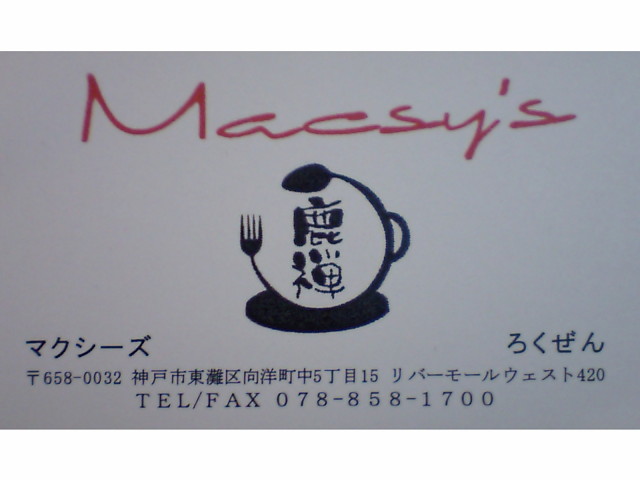 Macsy's
鹿禅
マクシーズ ろくぜん
〒658-0032 神戸市東灘区向洋町中5丁目15 リバーモールウェスト420
TEL/FAX 078-858-1700